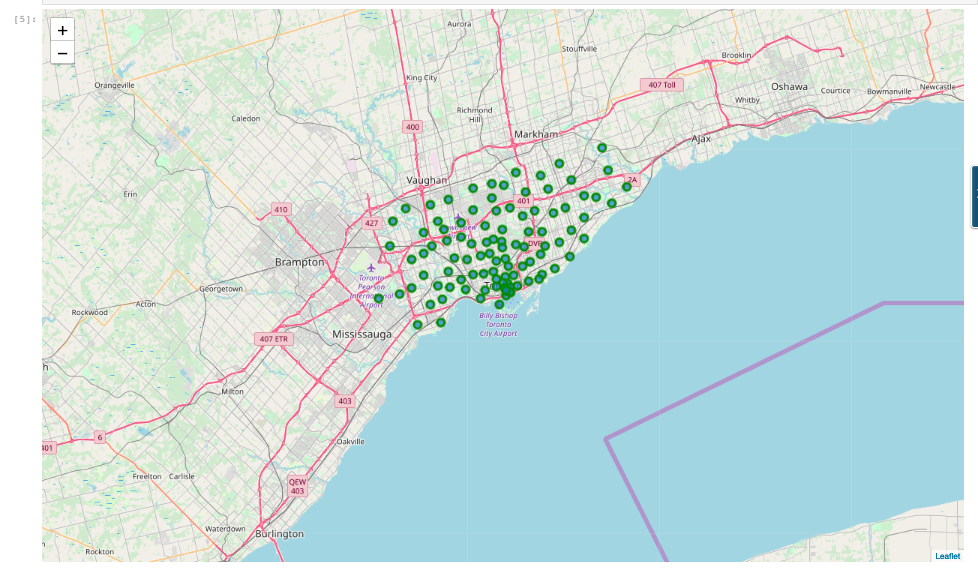 [5]:
+
−
Aurora
Stouffville
Brooklin
Orangeville
King City
407 Toll
Oshawa
Courtice
Bowmanville
Newcastle
Whitby
Richmond
Hill
Caledon
400
Markham
Ajax
Vaughan
2A
Erin
410
401
427
DVP
Brampton
Toronto
Pearson
International
Airport
Acton
Rockwood
Billy Bishop
Toronto
City Airport
Mississauga
407 ETR
h
Milton
403
6
401
Oakville
Freelton
Carlisle
QEW
403
Waterdown
Burlington
Rockton
Leaflet